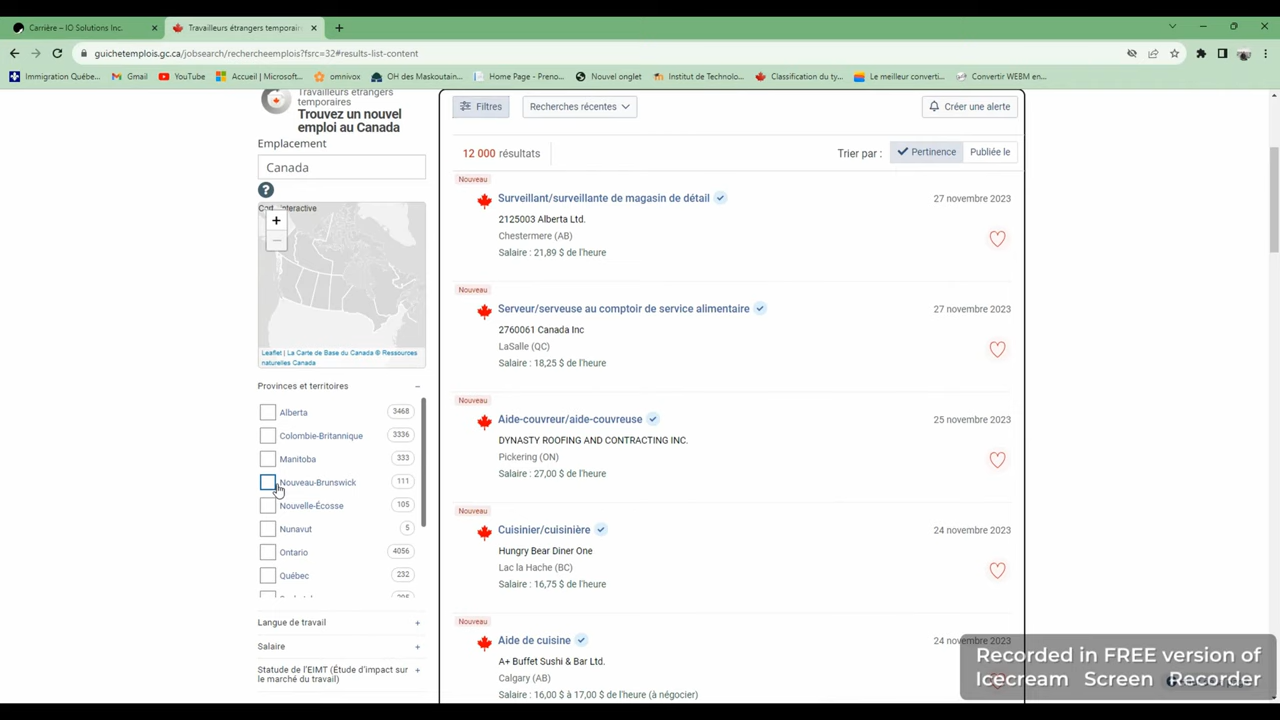 Carrière – IO Solutions Inc.
Travailleurs étrangers temporair
guichetemplois.gc.ca/jobsearch/rechercheemplois?fsrc=32#results-list-content
Immigration Québe...
Gmail
YouTube
Accueil | Microsoft...
omnivox
OH des Maskoutain...
Home Page - Preno...
Nouvel onglet
Institut de Technolo...
Classification du ty...
Le meilleur converti...
Convertir WEBM en...
Travailleurs étrangers
temporaires
Trouvez un nouvel
emploi au Canada
Emplacement
Canada
?
interactive
+
−
Leaflet | La Carte de Base du Canada © Ressources
naturelles Canada
Provinces et territoires −
Alberta 3468
Colombie-Britannique 3336
Manitoba 333
Nouveau-Brunswick 111
Nouvelle-Écosse 105
Nunavut 5
Ontario 4056
Québec 232
Langue de travail +
Salaire +
Statude de l'EIMT (Étude d'impact sur +
le marché du travail)
Filtres
Recherches récentes
Créer une alerte
12 000 résultats
Trier par :
Pertinence
Publiée le
Nouveau
Surveillant/surveillante de magasin de détail
27 novembre 2023
2125003 Alberta Ltd.
Chestermere (AB)
Salaire : 21,89 $ de l'heure
Nouveau
Serveur/serveuse au comptoir de service alimentaire
27 novembre 2023
2760061 Canada Inc
LaSalle (QC)
Salaire : 18,25 $ de l'heure
Nouveau
Aide-couvreur/aide-couvreuse
25 novembre 2023
DYNASTY ROOFING AND CONTRACTING INC.
Pickering (ON)
Salaire : 27,00 $ de l'heure
Nouveau
Cuisinier/cuisinière
24 novembre 2023
Hungry Bear Diner One
Lac la Hache (BC)
Salaire : 16,75 $ de l'heure
Nouveau
Aide de cuisine
24 novembre 2023
A+ Buffet Sushi & Bar Ltd.
Calgary (AB)
Salaire : 16,00 $ à 17,00 $ de l'heure (à négocier)
Recorded in FREE version of
Icecream Screen Recorder